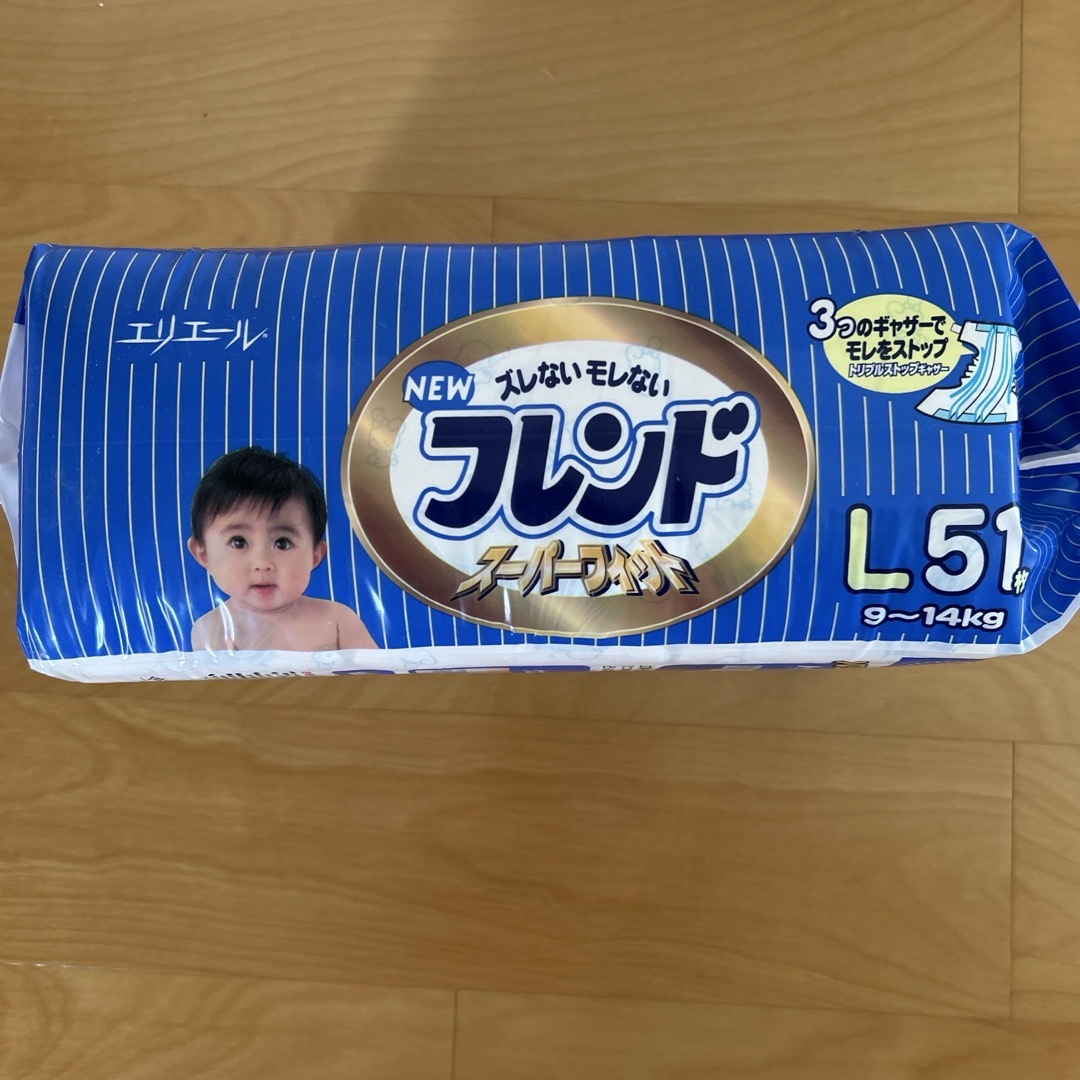 エリエール
NEW
ズレない モレない
フレンド
スーパーフィット
3つのギャザーで
モレをストップ
トリプルストップギャザー
L 51枚
9～14kg